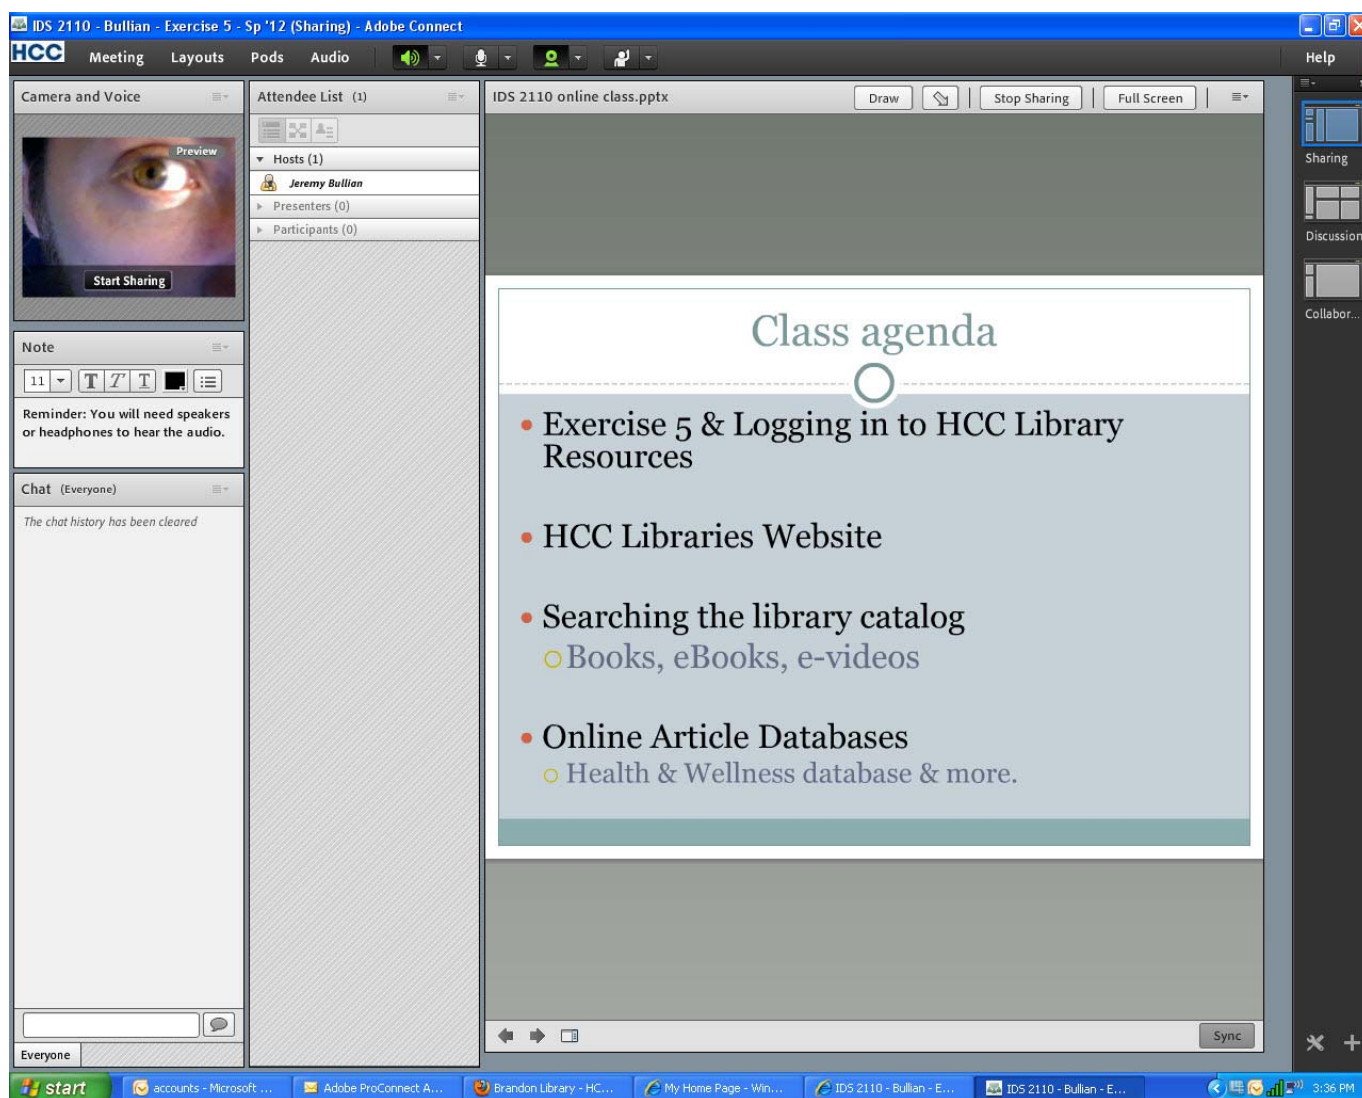 IDS 2110 - Bullian - Exercise 5 - Sp '12 (Sharing) - Adobe Connect
HCC Meeting Layouts Pods Audio Help
Camera and Voice
Preview
Start Sharing
Note
11 T T T
Reminder: You will need speakers
or headphones to hear the audio.
Chat (Everyone)
The chat history has been cleared
Everyone
Attendee List (1)
Hosts (1)
Jeremy Bullian
Presenters (0)
Participants (0)
IDS 2110 online class.pptx Draw Stop Sharing Full Screen
Class agenda
• Exercise 5 & Logging in to HCC Library
Resources
• HCC Libraries Website
• Searching the library catalog
○ Books, eBooks, e-videos
• Online Article Databases
○ Health & Wellness database & more.
Sync
Sharing
Discussion
Collabor...
start accounts - Microsoft ... Adobe ProConnect A... Brandon Library - HC... My Home Page - Win... IDS 2110 - Bullian - E... IDS 2110 - Bullian - E... 3:36 PM